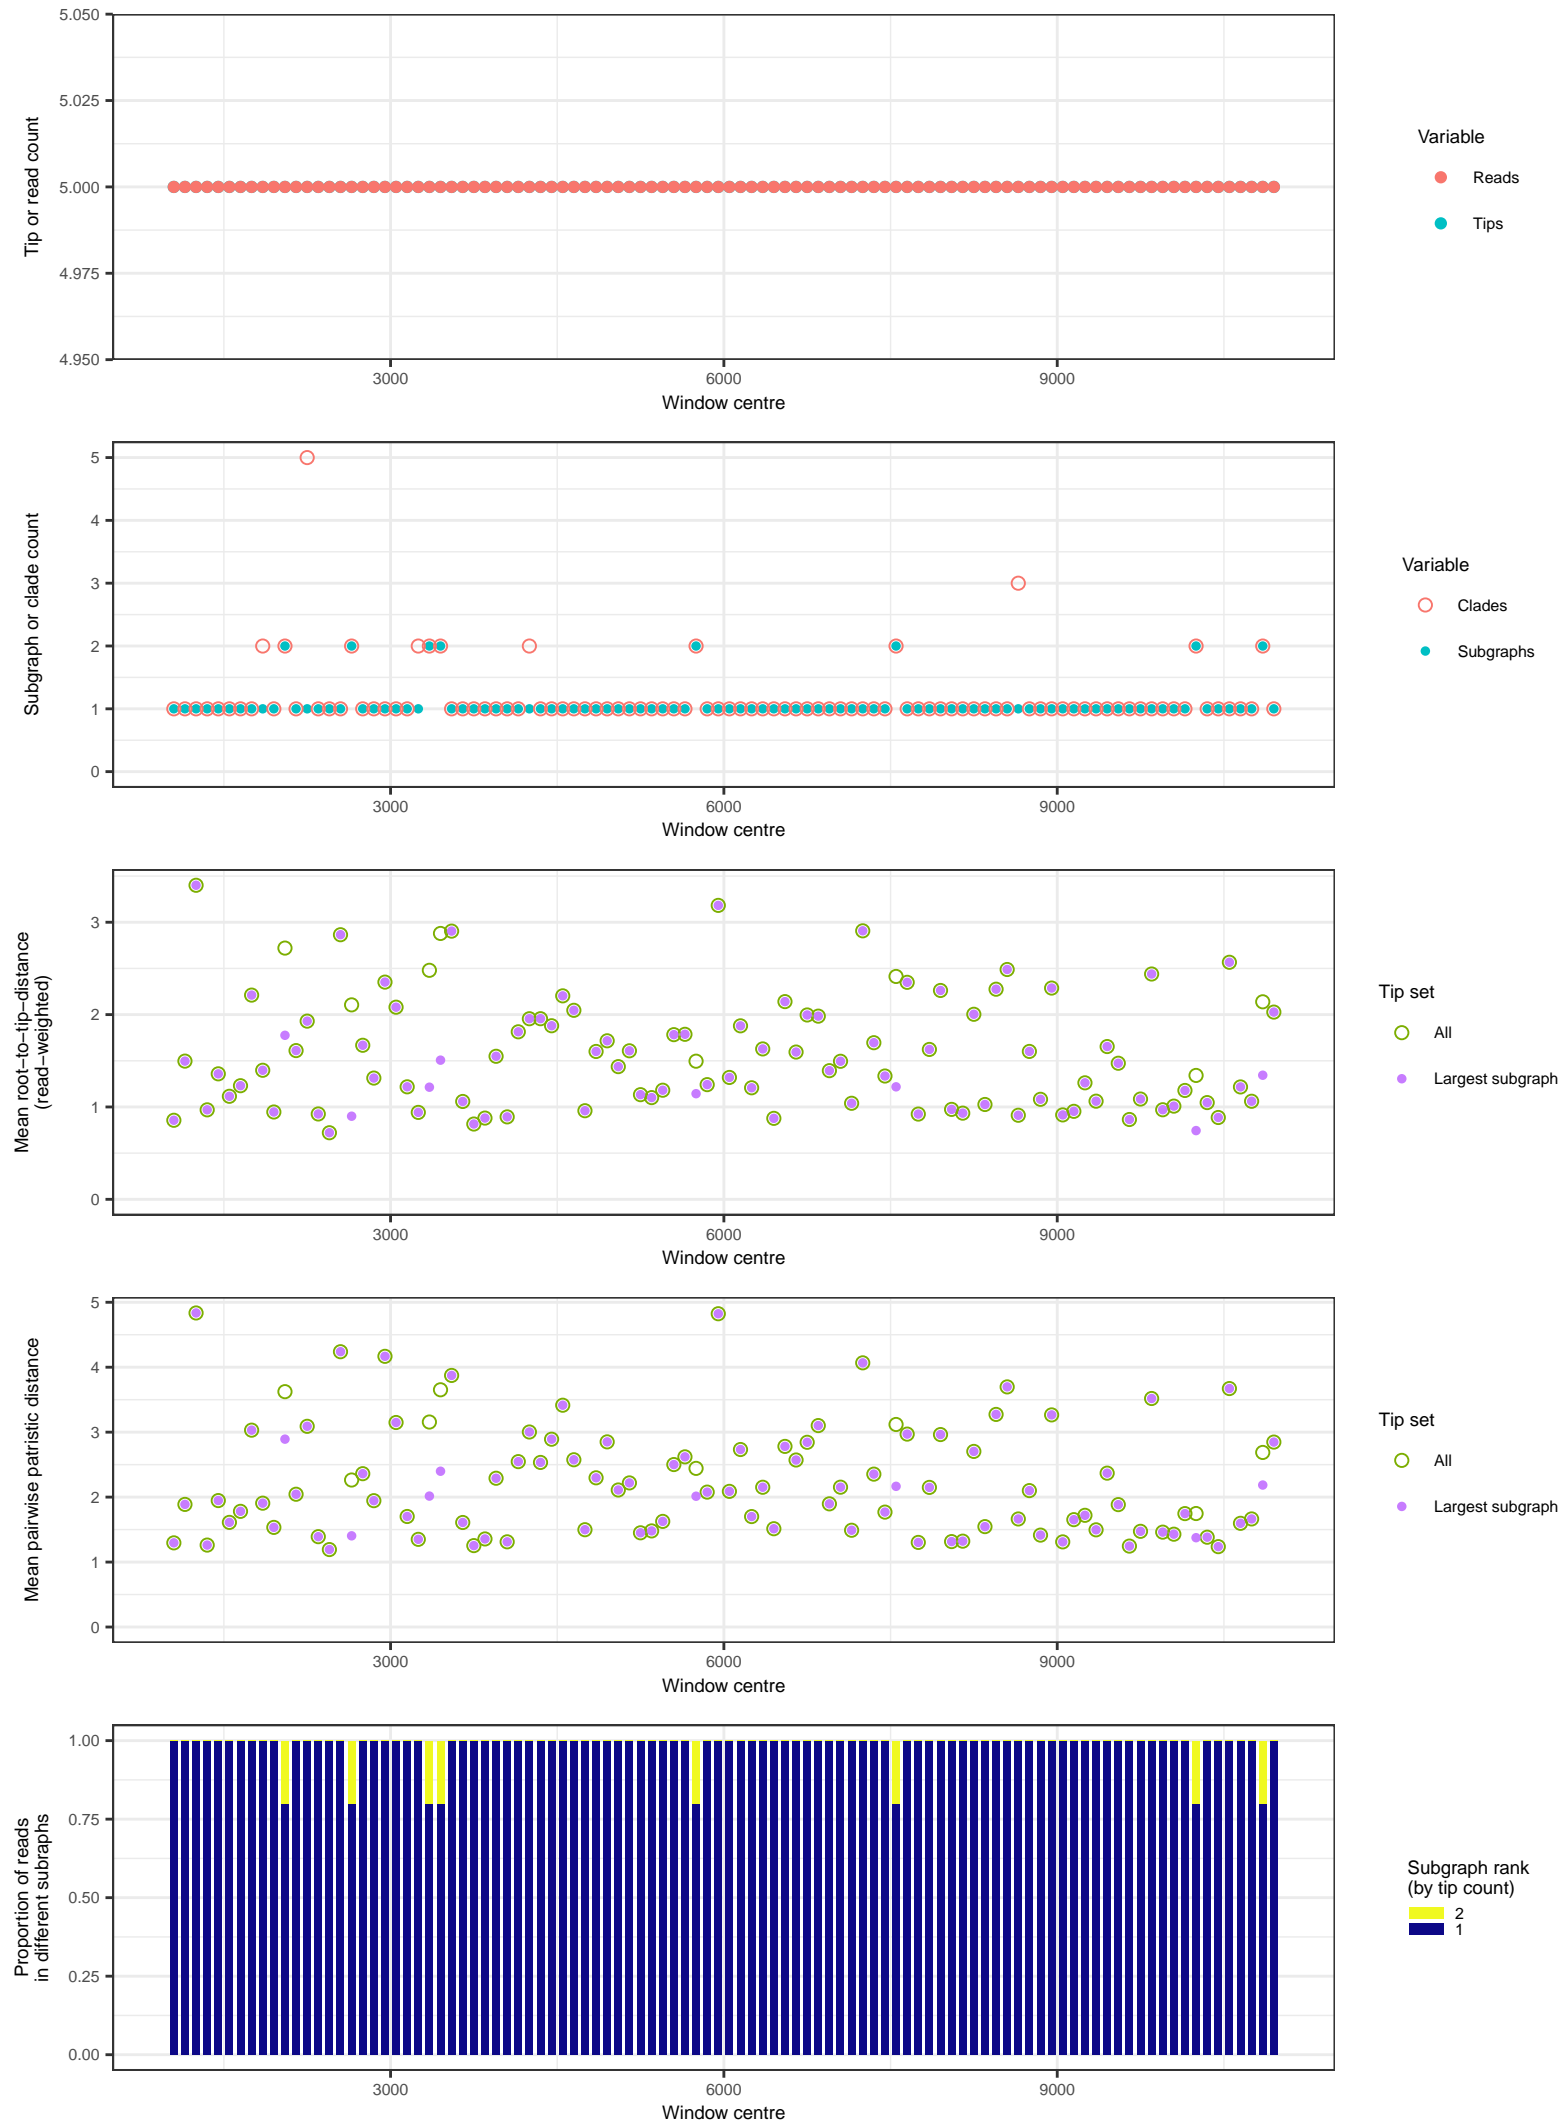 5.050
5.025
5.000
4.975
4.950
Tip or read count
3000 6000 9000
Window centre
Variable
Reads
Tips
5
4
3
2
1
0
Subgraph or clade count
3000 6000 9000
Window centre
Variable
Clades
Subgraphs
3
2
1
0
Mean root−to−tip−distance
(read−weighted)
3000 6000 9000
Window centre
Tip set
All
Largest subgraph
5
4
3
2
1
0
Mean pairwise patristic distance
3000 6000 9000
Window centre
Tip set
All
Largest subgraph
1.00
0.75
0.50
0.25
0.00
Proportion of reads
in different subraphs
3000 6000 9000
Window centre
Subgraph rank
(by tip count)
2
1